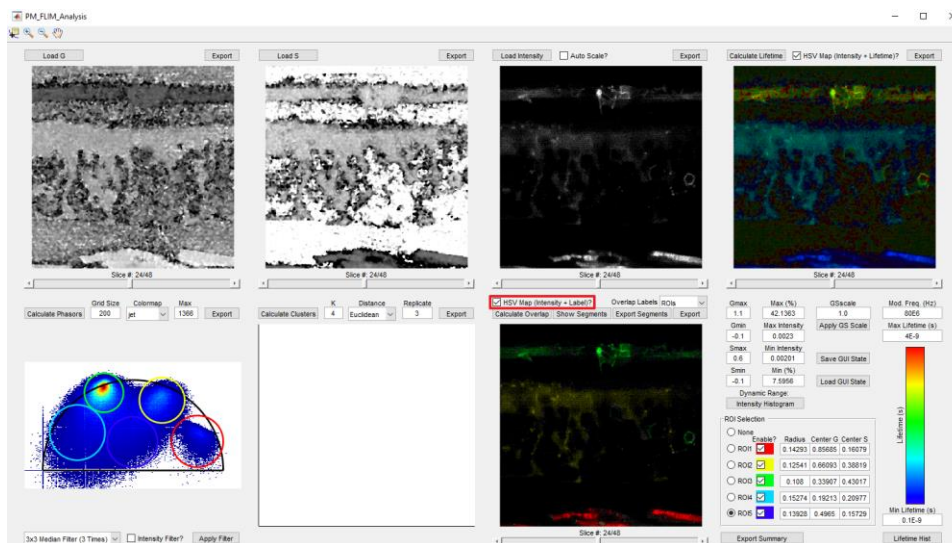 PM_FLIM_Analysis
Load G Export Load S Export Load Intensity Auto Scale? Export Calculate Lifetime HSV Map (Intensity + Lifetime)? Export
Slice #: 24/48 Slice #: 24/48 Slice #: 24/48 Slice #: 24/48
Grid Size Colormap Max
Calculate Phasors 200 jet 1366 Export
K Distance Replicate
Calculate Clusters 4 Euclidean 3 Export
HSV Map (Intensity + Label)? Overlap Labels ROIs
Calculate Overlap Show Segments Export Segments Export
Gmax Max (%) GSscale Mod. Freq. (Hz)
1.1 42.1363 1.0 80E6
Gmin Max Intensity Apply GS Scale Max Lifetime (s)
-0.1 0.0023 4E-9
Smax Min Intensity
0.6 0.00201 Save GUI State
Smin Min (%)
-0.1 7.5956 Load GUI State
Dynamic Range:
Intensity Histogram
Lifetime (s)
ROI Selection
None
Enable? Radius Center G Center S
ROI1 0.14293 0.85685 0.16079
ROI2 0.12541 0.66093 0.38819
ROI3 0.108 0.33907 0.43017
ROI4 0.15274 0.19213 0.20977
ROI5 0.13928 0.4965 0.15729
Min Lifetime (s)
0.1E-9
3x3 Median Filter (3 Times) Intensity Filter? Apply Filter
Export Summary Lifetime Hist